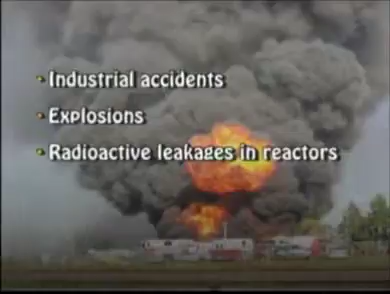 • Industrial accidents
• Explosions
• Radioactive leakages in reactors